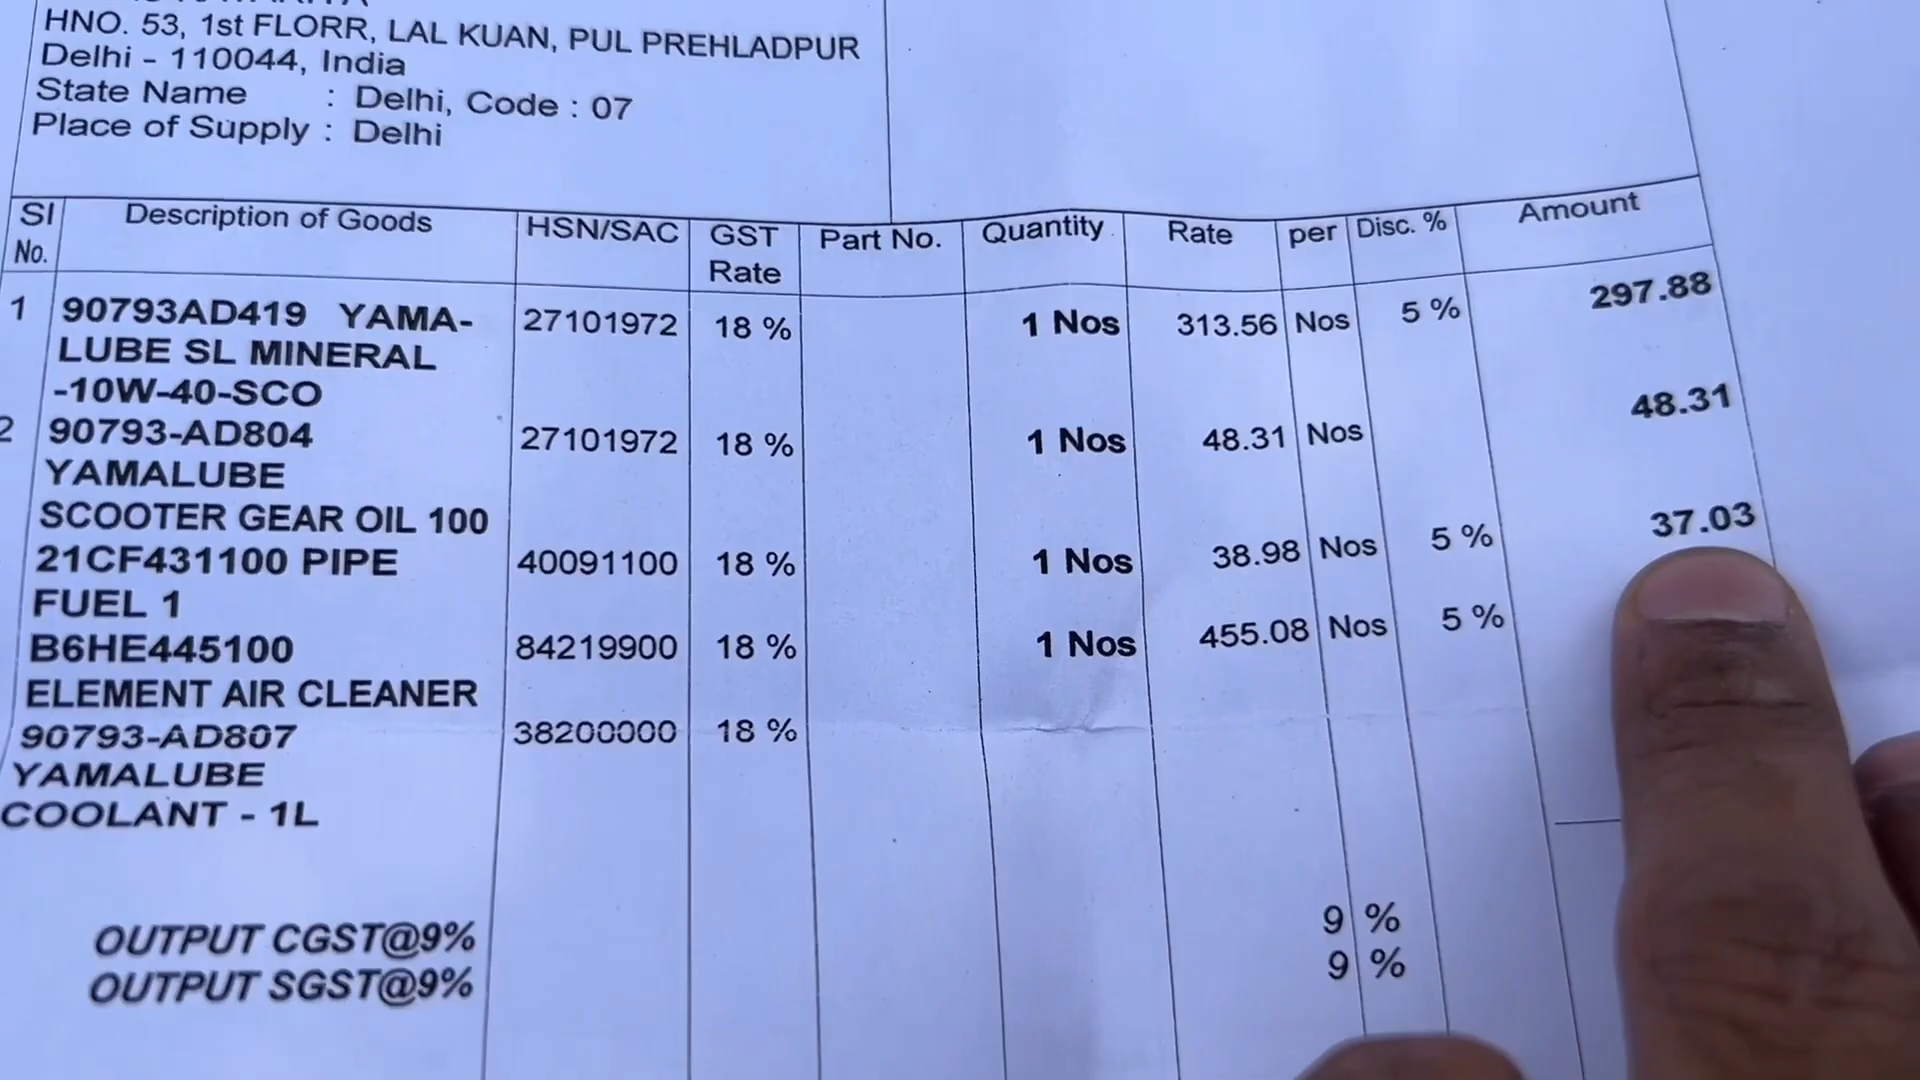 HNO. 53, 1st FLORR, LAL KUAN, PUL PREHLADPUR
Delhi - 110044, India
State Name : Delhi, Code : 07
Place of Supply : Delhi
SI No. Description of Goods HSN/SAC GST Rate Part No. Quantity Rate per Disc. % Amount
1 90793AD419 YAMA- 27101972 18 % 1 Nos 313.56 Nos 5 % 297.88
LUBE SL MINERAL
-10W-40-SCO
2 90793-AD804 27101972 18 % 1 Nos 48.31 Nos 48.31
YAMALUBE
SCOOTER GEAR OIL 100
21CF431100 PIPE 40091100 18 % 1 Nos 38.98 Nos 5 % 37.03
FUEL 1
B6HE445100 84219900 18 % 1 Nos 455.08 Nos 5 %
ELEMENT AIR CLEANER
90793-AD807 38200000 18 %
YAMALUBE
COOLANT - 1L
OUTPUT CGST@9% 9 %
OUTPUT SGST@9% 9 %